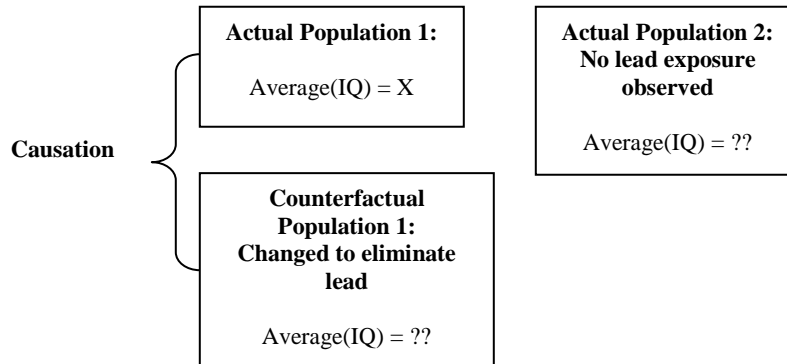 Actual Population 1:
Average(IQ) = X
Actual Population 2:
No lead exposure
observed
Average(IQ) = ??
Causation
Counterfactual
Population 1:
Changed to eliminate
lead
Average(IQ) = ??